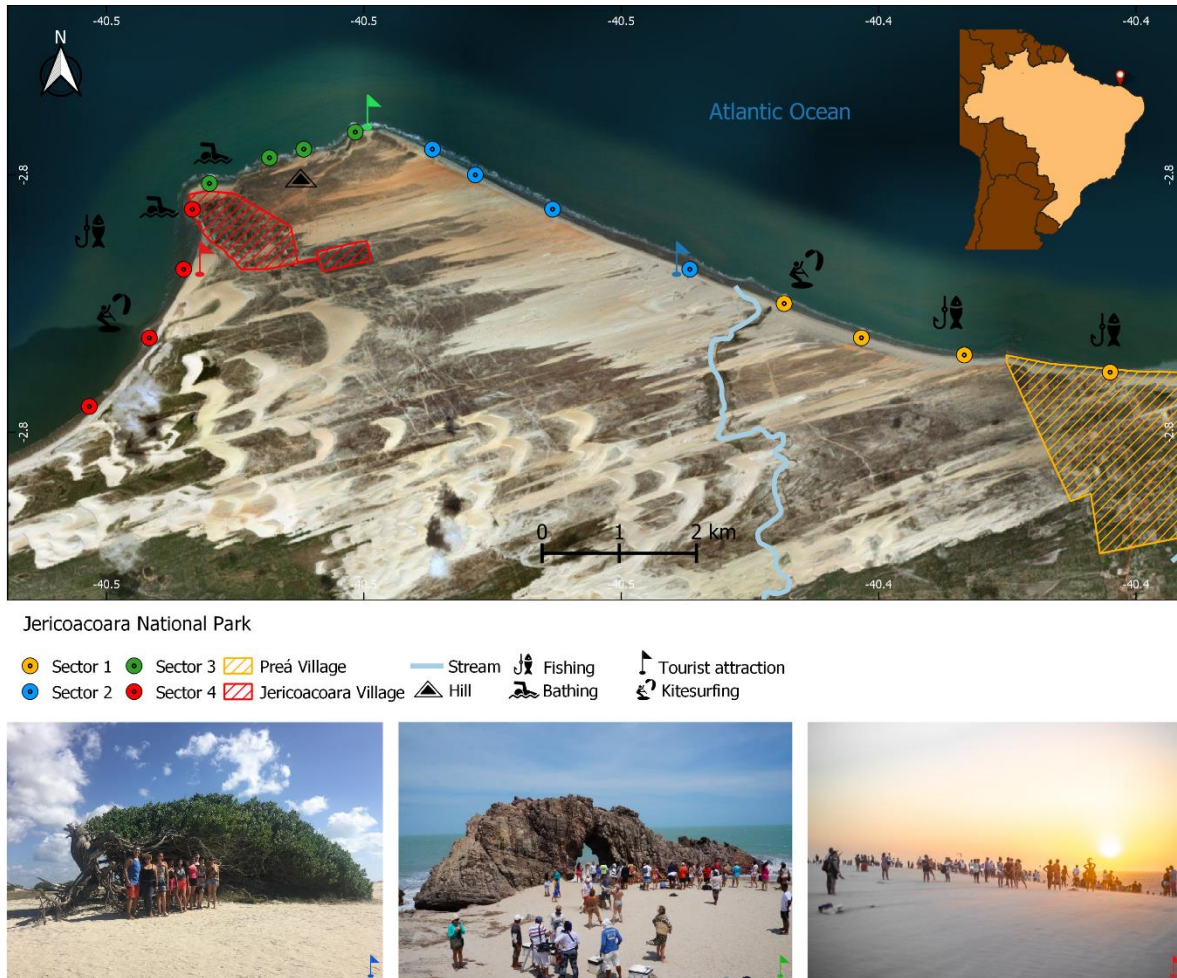 -40.5
-40.5
-40.4
-40.4
N
Atlantic Ocean
-2.8
-2.8
-2.8
-2.8
0 1 2 km
-40.5
-40.5
-40.5
-40.4
-40.4
Jericoacoara National Park
Sector 1 Sector 3 Preá Village Stream Fishing Tourist attraction
Sector 2 Sector 4 Jericoacoara Village Hill Bathing Kitesurfing